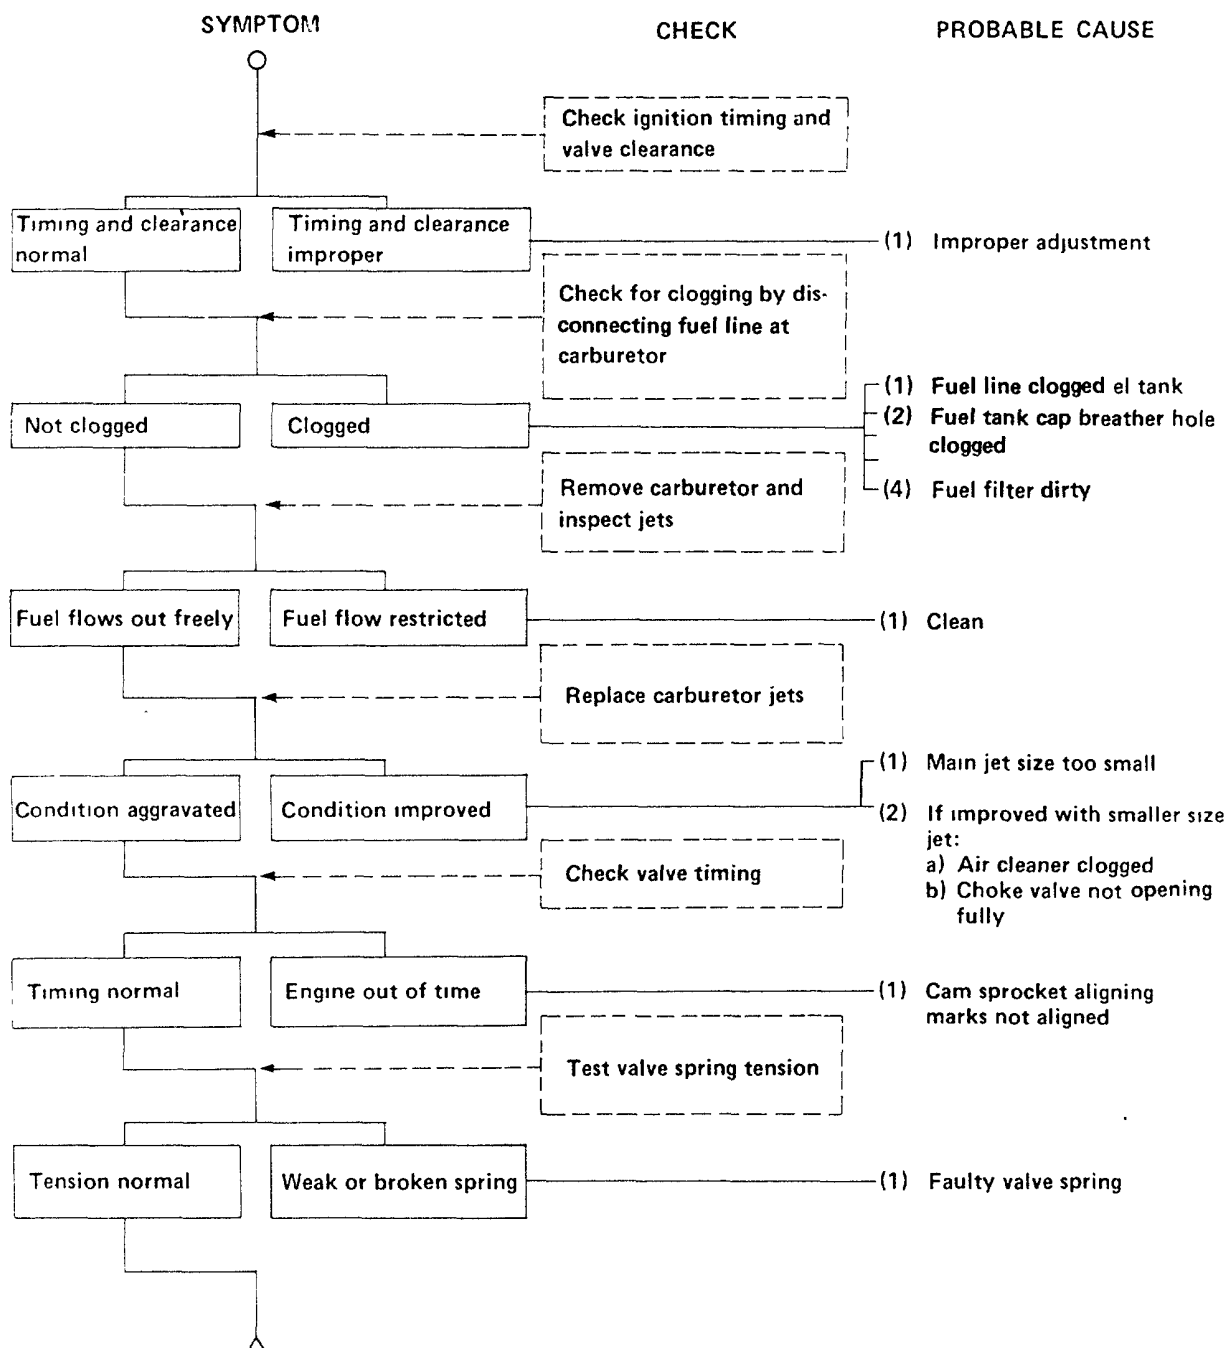 SYMPTOM
CHECK
PROBABLE CAUSE
Check ignition timing and
valve clearance
Timing and clearance
normal
Timing and clearance
improper
(1) Improper adjustment
Check for clogging by dis-
connecting fuel line at
carburetor
Not clogged
Clogged
(1) Fuel line clogged el tank
(2) Fuel tank cap breather hole
clogged
(4) Fuel filter dirty
Remove carburetor and
inspect jets
Fuel flows out freely
Fuel flow restricted
(1) Clean
Replace carburetor jets
Condition aggravated
Condition improved
(1) Main jet size too small
(2) If improved with smaller size
jet:
a) Air cleaner clogged
b) Choke valve not opening
fully
Check valve timing
Timing normal
Engine out of time
(1) Cam sprocket aligning
marks not aligned
Test valve spring tension
Tension normal
Weak or broken spring
(1) Faulty valve spring